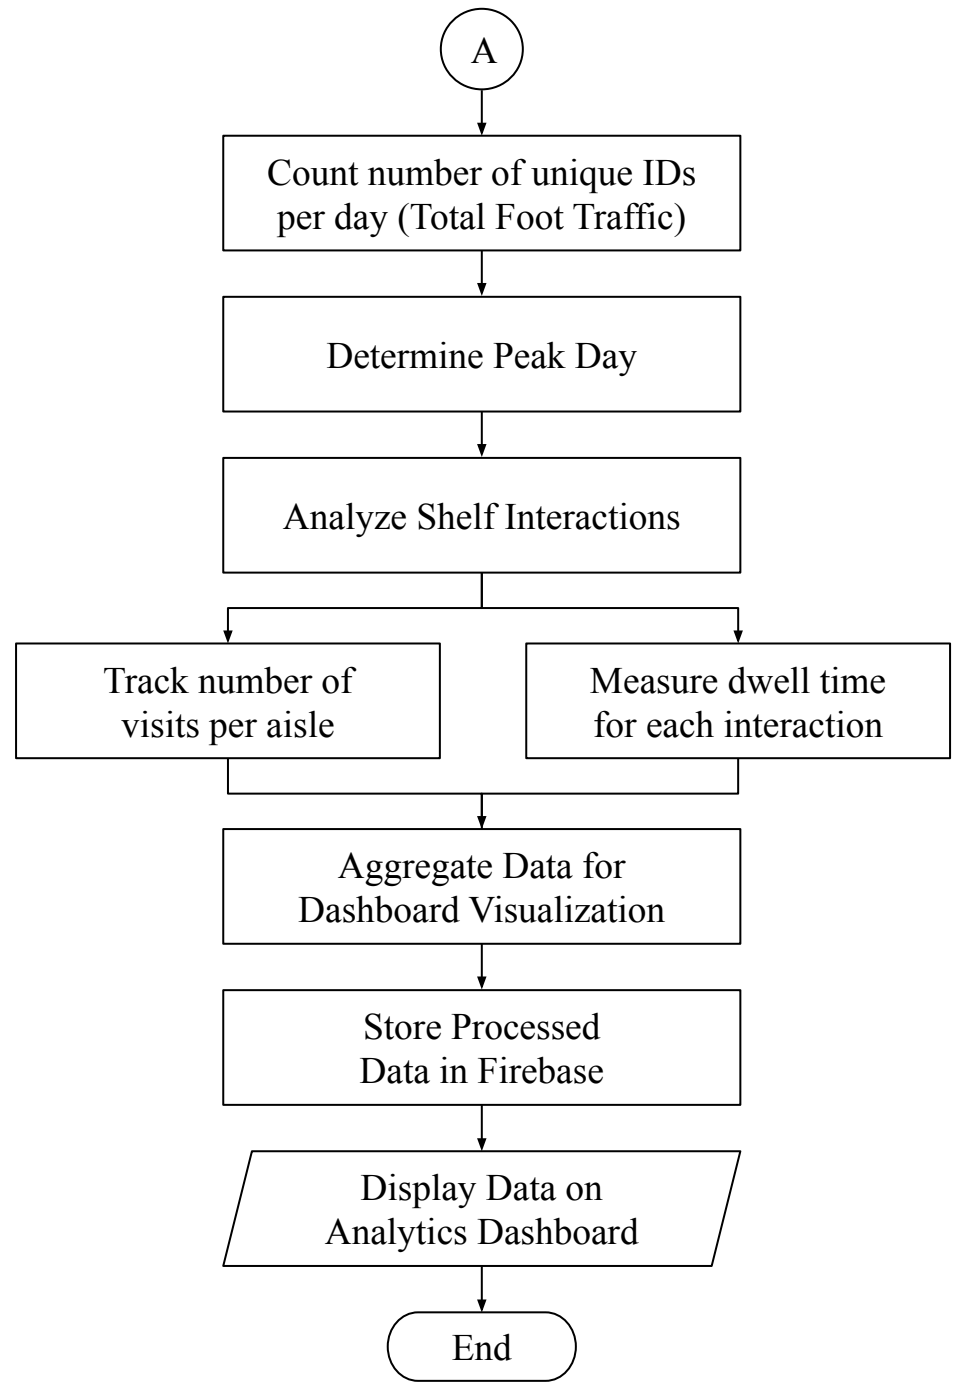 A
Count number of unique IDs
per day (Total Foot Traffic)
Determine Peak Day
Analyze Shelf Interactions
Track number of
visits per aisle
Measure dwell time
for each interaction
Aggregate Data for
Dashboard Visualization
Store Processed
Data in Firebase
Display Data on
Analytics Dashboard
End